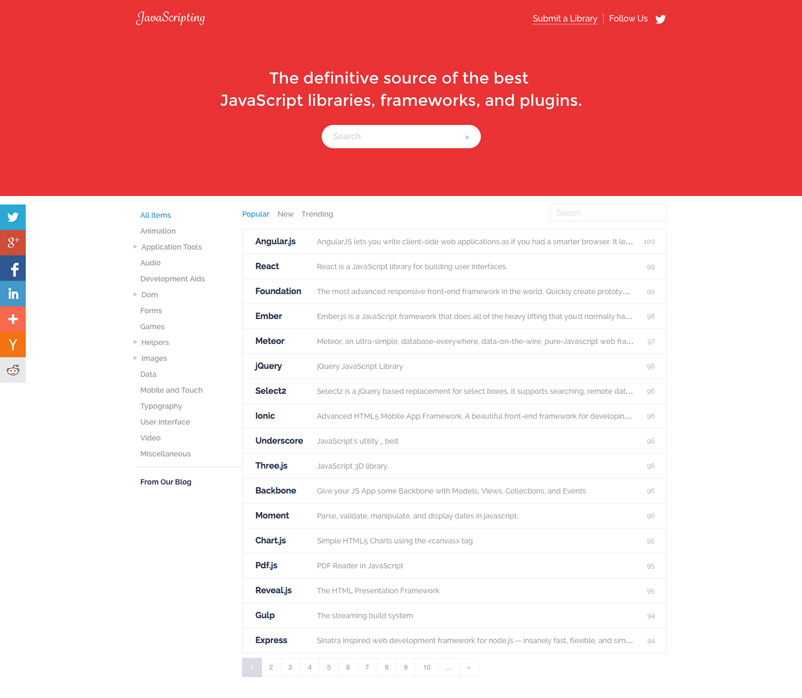 JavaScripting
Submit a Library | Follow Us
The definitive source of the best
JavaScript libraries, frameworks, and plugins.
Search
All Items
Animation
Application Tools
Audio
Development Aids
Dom
Forms
Games
Helpers
Images
Data
Mobile and Touch
Typography
User Interface
Video
Miscellaneous
From Our Blog
Popular New Trending
Search
Angular.js AngularJS lets you write client-side web applications as if you had a smarter browser. It le... 100
React React is a JavaScript library for building user interfaces. 99
Foundation The most advanced responsive front-end framework in the world. Quickly create prototy... 99
Ember Ember.js is a JavaScript framework that does all of the heavy lifting that you'd normally ha... 98
Meteor Meteor, an ultra-simple, database-everywhere, data-on-the-wire, pure-Javascript web fra... 97
jQuery jQuery JavaScript Library 96
Select2 Select2 is a jQuery based replacement for select boxes. It supports searching, remote dat... 96
Ionic Advanced HTML5 Mobile App Framework. A beautiful front-end framework for developin... 96
Underscore JavaScript's utility _ belt 96
Three.js JavaScript 3D library. 96
Backbone Give your JS App some Backbone with Models, Views, Collections, and Events 96
Moment Parse, validate, manipulate, and display dates in javascript. 96
Chart.js Simple HTML5 Charts using the <canvas> tag 95
Pdf.js PDF Reader in JavaScript 95
Reveal.js The HTML Presentation Framework 95
Gulp The streaming build system 94
Express Sinatra inspired web development framework for node.js -- insanely fast, flexible, and sim... 94
1 2 3 4 5 6 7 8 9 10 ... »